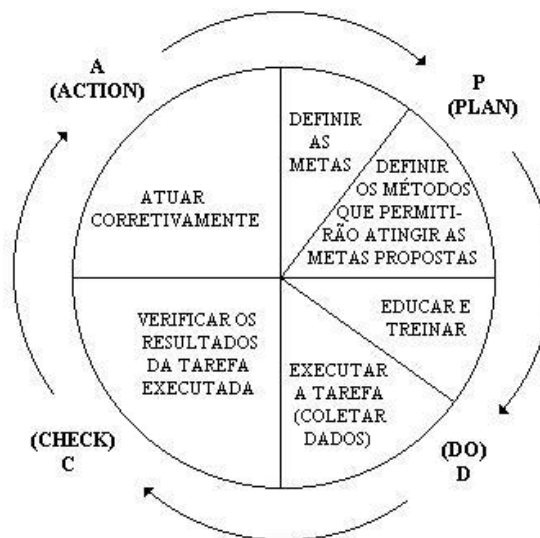 A
(ACTION)
P
(PLAN)
DEFINIR
AS
METAS
DEFINIR
OS MÉTODOS
QUE PERMITI-
RÃO ATINGIR AS
METAS PROPOSTAS
ATUAR
CORRETIVAMENTE
EDUCAR E
TREINAR
VERIFICAR OS
RESULTADOS
DA TAREFA
EXECUTADA
EXECUTAR
A TAREFA
(COLETAR
DADOS)
(CHECK)
C
(DO)
D